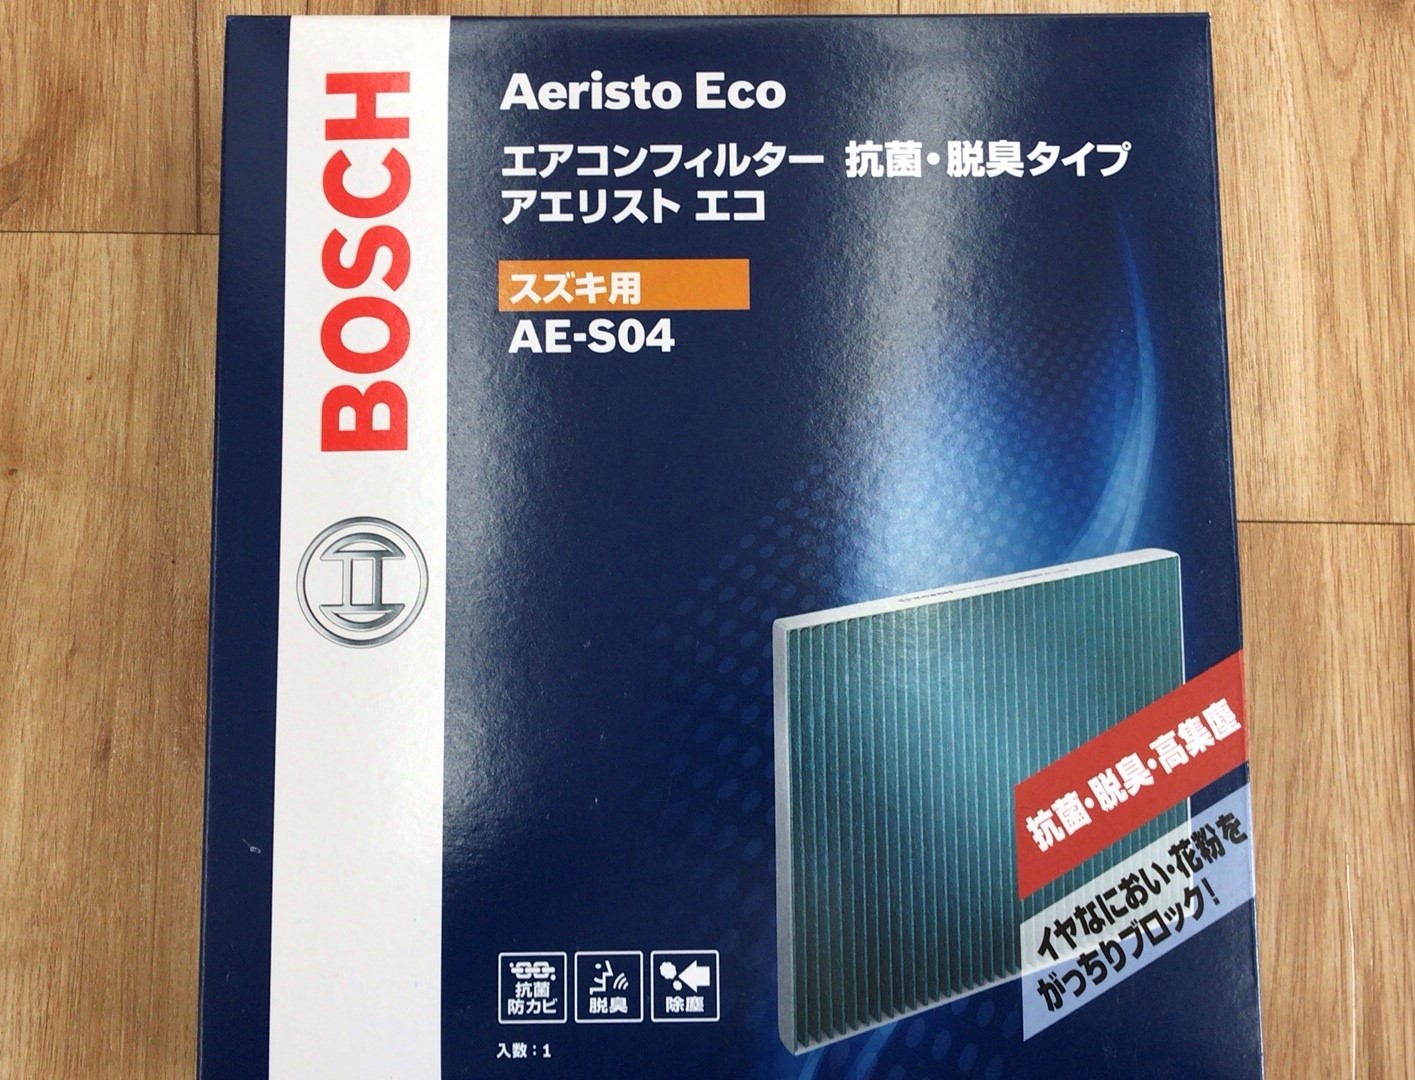 BOSCH
Aeristo Eco
エアコンフィルター 抗菌・脱臭タイプ
アエリスト エコ
スズキ用
AE-S04
抗菌・脱臭・高集塵
イヤなにおい・花粉を
がっちりブロック!
抗菌
防カビ
脱臭
除塵
入数:1